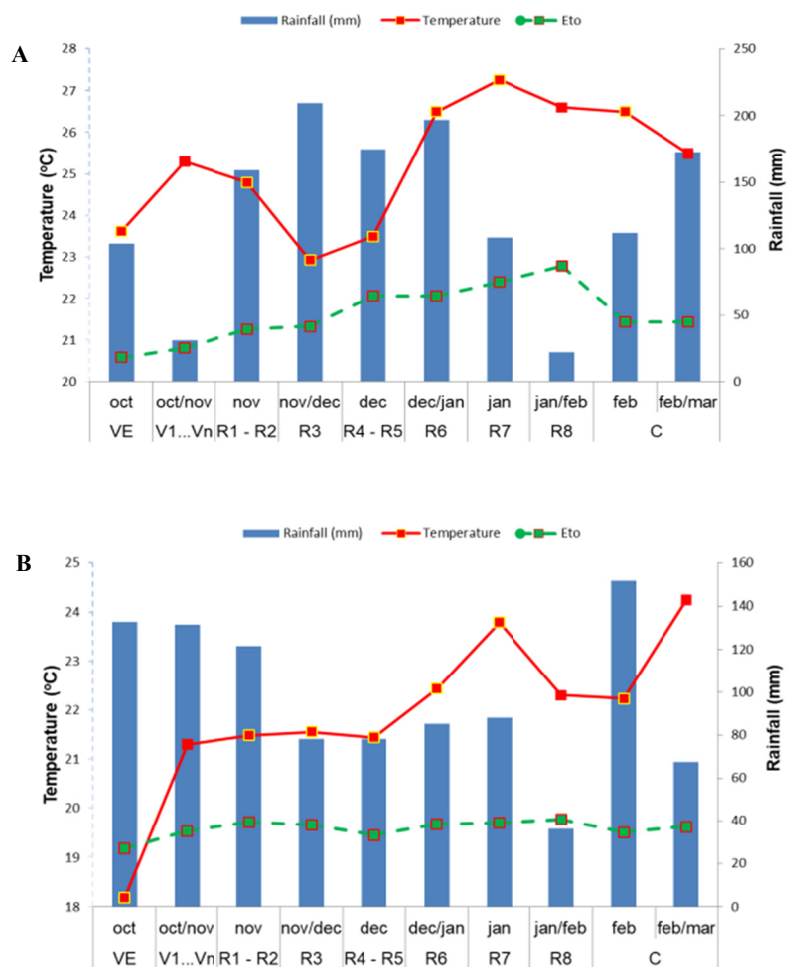 Rainfall (mm) Temperature Eto
A
28 250
27
26 200
25 150
24
23 100
22
21 50
20 0
Temperature (ºC)
Rainfall (mm)
oct oct/nov nov nov/dec dec dec/jan jan jan/feb feb feb/mar
VE V1...Vn R1 - R2 R3 R4 - R5 R6 R7 R8 C
Rainfall (mm) Temperature Eto
B
25 160
24 140
23 120
22 100
21 80
20 60
40
19 20
18 0
Temperature (ºC)
Rainfall (mm)
oct oct/nov nov nov/dec dec dec/jan jan jan/feb feb feb/mar
VE V1...Vn R1 - R2 R3 R4 - R5 R6 R7 R8 C